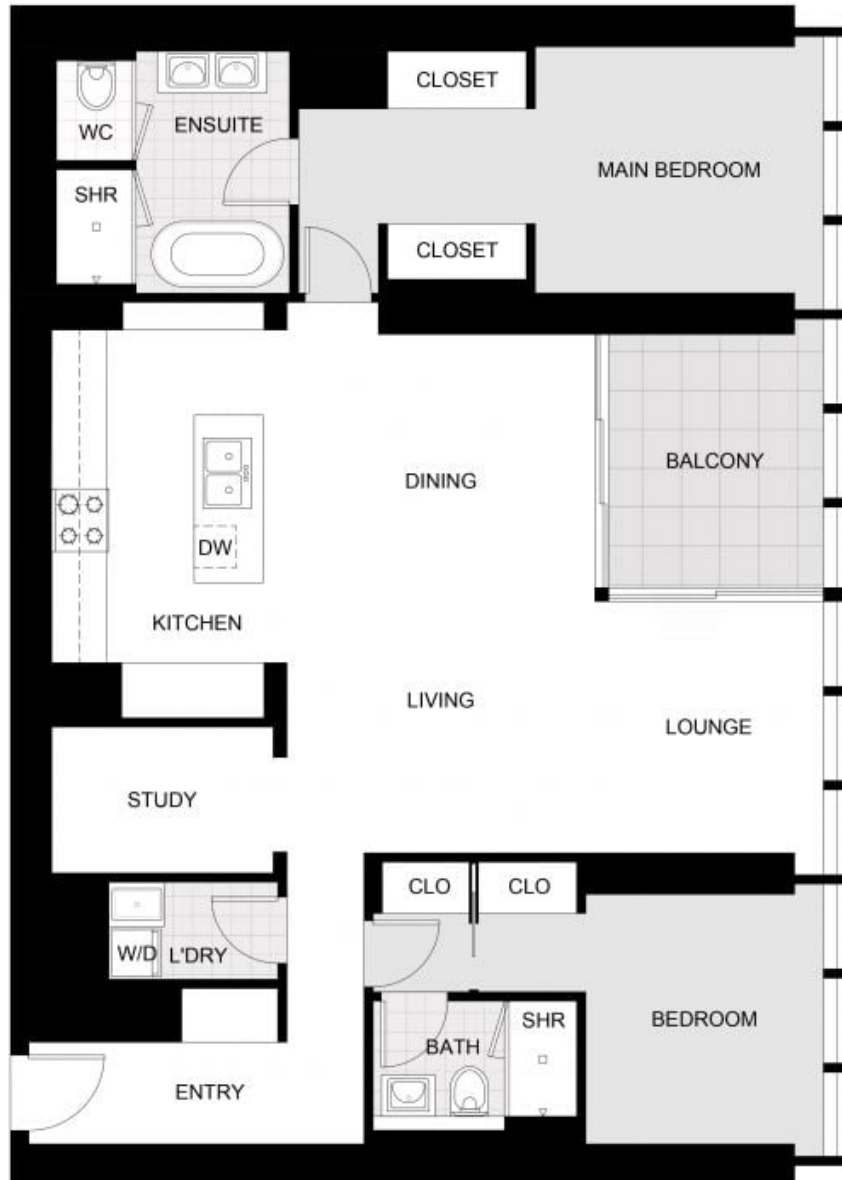 CLOSET
ENSUITE
WC
MAIN BEDROOM
SHR
CLOSET
BALCONY
DINING
DW
KITCHEN
LIVING
LOUNGE
STUDY
CLO
CLO
W/D
L'DRY
SHR
BEDROOM
BATH
ENTRY